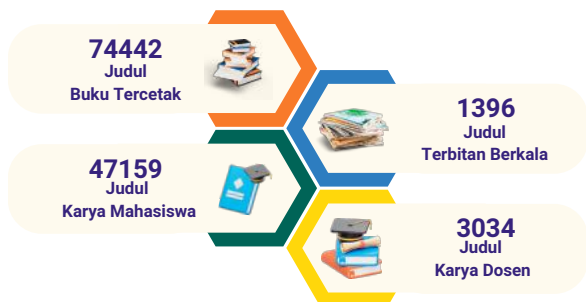 74442
Judul
Buku Tercetak
1396
Judul
Terbitan Berkala
47159
Judul
Karya Mahasiswa
3034
Judul
Karya Dosen